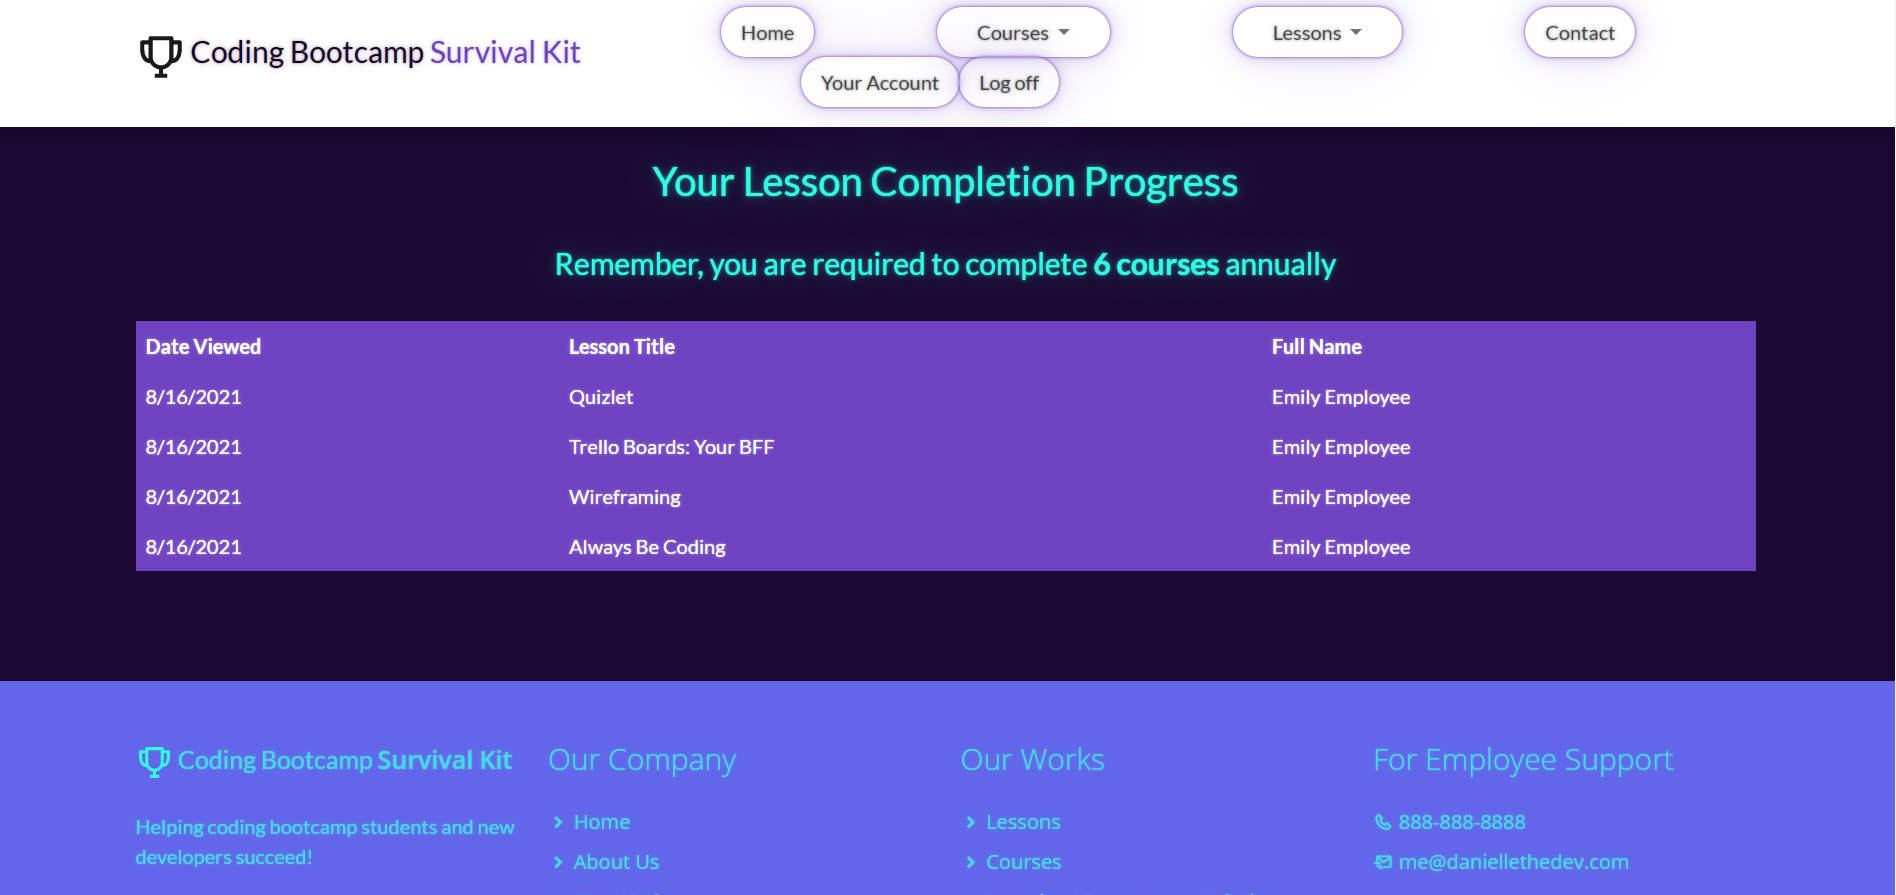 Coding Bootcamp Survival Kit
Home
Courses
Lessons
Contact
Your Account
Log off
Your Lesson Completion Progress
Remember, you are required to complete 6 courses annually
Date Viewed Lesson Title Full Name
8/16/2021 Quizlet Emily Employee
8/16/2021 Trello Boards: Your BFF Emily Employee
8/16/2021 Wireframing Emily Employee
8/16/2021 Always Be Coding Emily Employee
Coding Bootcamp Survival Kit
Helping coding bootcamp students and new
developers succeed!
Our Company
Home
About Us
Our Works
Lessons
Courses
For Employee Support
888-888-8888
me@daniellethedev.com